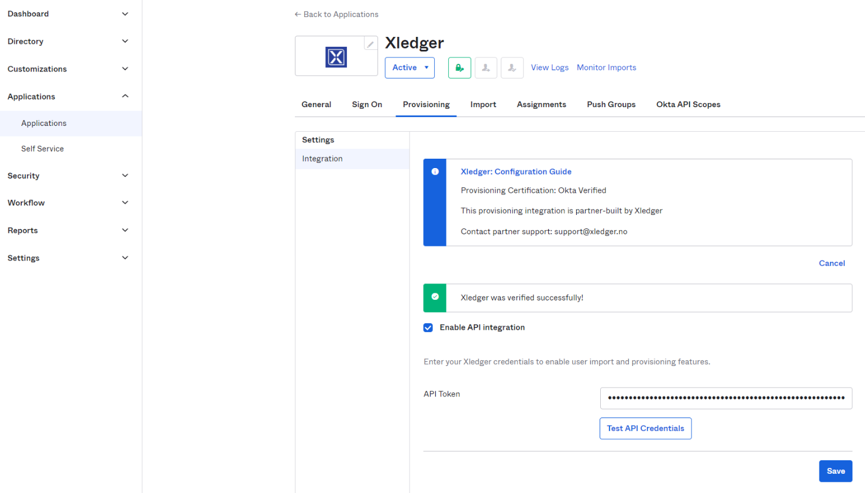 Dashboard
Directory
Customizations
Applications
Applications
Self Service
Security
Workflow
Reports
Settings
← Back to Applications
Xledger
Active
View Logs
Monitor Imports
General
Sign On
Provisioning
Import
Assignments
Push Groups
Okta API Scopes
Settings
Integration
Xledger: Configuration Guide
Provisioning Certification: Okta Verified
This provisioning integration is partner-built by Xledger
Contact partner support: support@xledger.no
Cancel
Xledger was verified successfully!
Enable API integration
Enter your Xledger credentials to enable user import and provisioning features.
API Token
Test API Credentials
Save